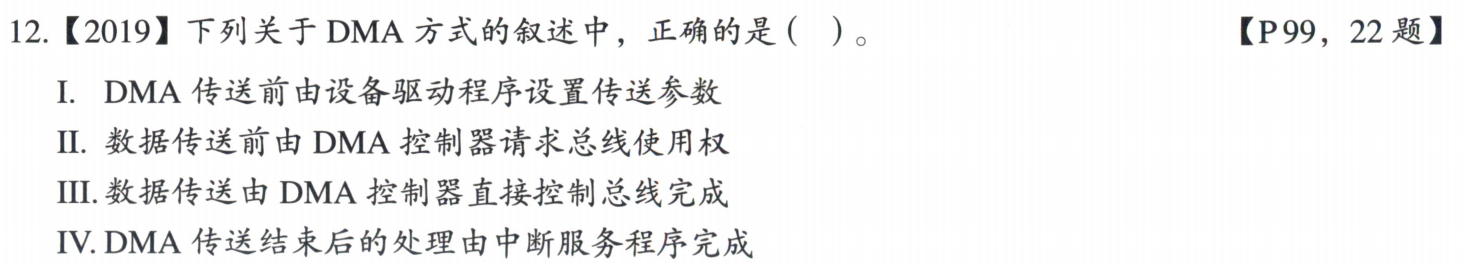 12.【2019】下列关于 DMA 方式的叙述中，正确的是（ ）。 【P99，22 题】
I. DMA 传送前由设备驱动程序设置传送参数
II. 数据传送前由 DMA 控制器请求总线使用权
III. 数据传送由 DMA 控制器直接控制总线完成
IV. DMA 传送结束后的处理由中断服务程序完成